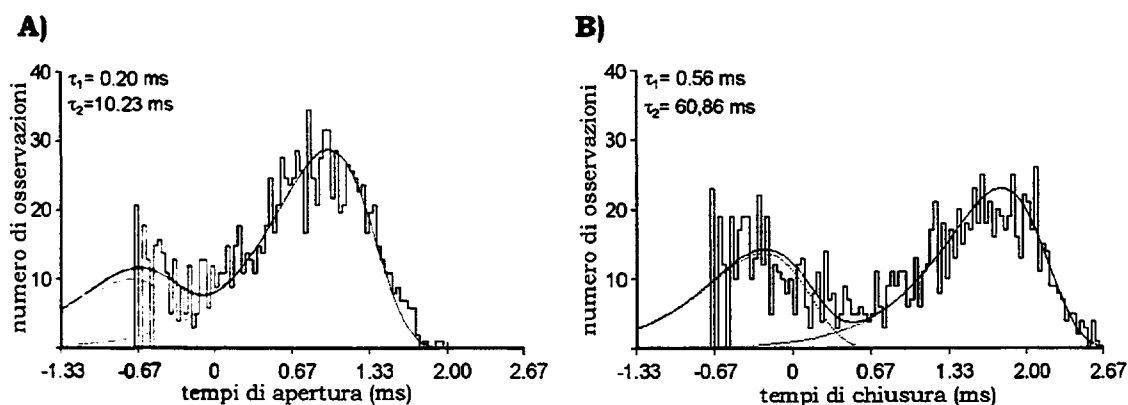 A)
numero di osservazioni
40
30
20
10
τ1= 0.20 ms
τ2=10.23 ms
-1.33 -0.67 0 0.67 1.33 2.00 2.67
tempi di apertura (ms)
B)
numero di osservazioni
40
30
20
10
τ1= 0.56 ms
τ2= 60,86 ms
-1.33 -0.67 0 0.67 1.33 2.00 2.67
tempi di chiusura (ms)